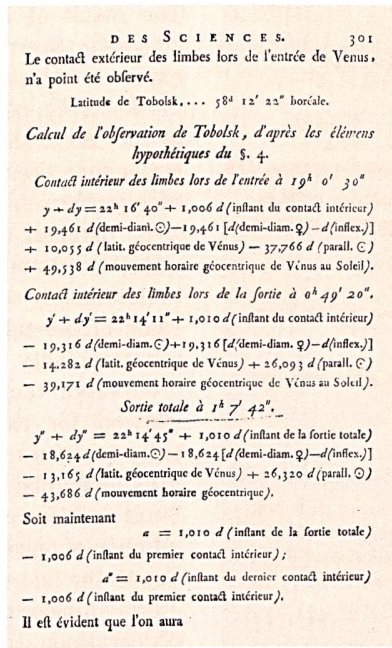 DES SCIENCES. 301
Le contact extérieur des limbes lors de l'entrée de Venus,
n'a point été obſervé.
Latitude de Tobolsk,... 58ᵈ 12′ 22″ boréale.
Calcul de l'obſervation de Tobolsk, d'après les élémens
hypothétiques du §. 4.
Contact intérieur des limbes lors de l'entrée à 19ʰ 0′ 30″
y + dy = 22ʰ 16′ 40″ + 1,006 d (inſtant du contact intérieur)
+ 19,461 d(demi-diam. ☉) – 19,461 [d(demi-diam. ♀) – d(inflex.)]
+ 10,055 d (latit. géocentrique de Vénus) – 37,766 d (parall. ☉)
+ 49,538 d (mouvement horaire géocentrique de Vénus au Soleil).
Contact intérieur des limbes lors de la ſortie à 0ʰ 49′ 20″.
y′ + dy′ = 22ʰ 14′ 11″ + 1,010 d (inſtant du contact intérieur)
– 19,316 d (demi-diam. ☉) + 19,316 [d(demi-diam. ♀) – d(inflex.)]
– 14,282 d (latit. géocentrique de Vénus) + 26,093 d (parall. ☉)
– 39,171 d (mouvement horaire géocentrique de Vénus au Soleil).
Sortie totale à 1ʰ 7′ 42″.
y″ + dy″ = 22ʰ 14′ 45″ + 1,010 d (inſtant de la ſortie totale)
– 18,624 d(demi-diam. ☉) – 18,624 [d(demi-diam. ♀) – d(inflex.)]
– 13,165 d(latit. géocentrique de Vénus) + 26,320 d(parall. ☉)
– 43,686 d (mouvement horaire géocentrique).
Soit maintenant
a = 1,010 d (inſtant de la ſortie totale)
– 1,006 d (inſtant du premier contact intérieur) ;
a″ = 1,010 d (inſtant du dernier contact intérieur)
– 1,006 d (inſtant du premier contact intérieur).
Il eſt évident que l'on aura